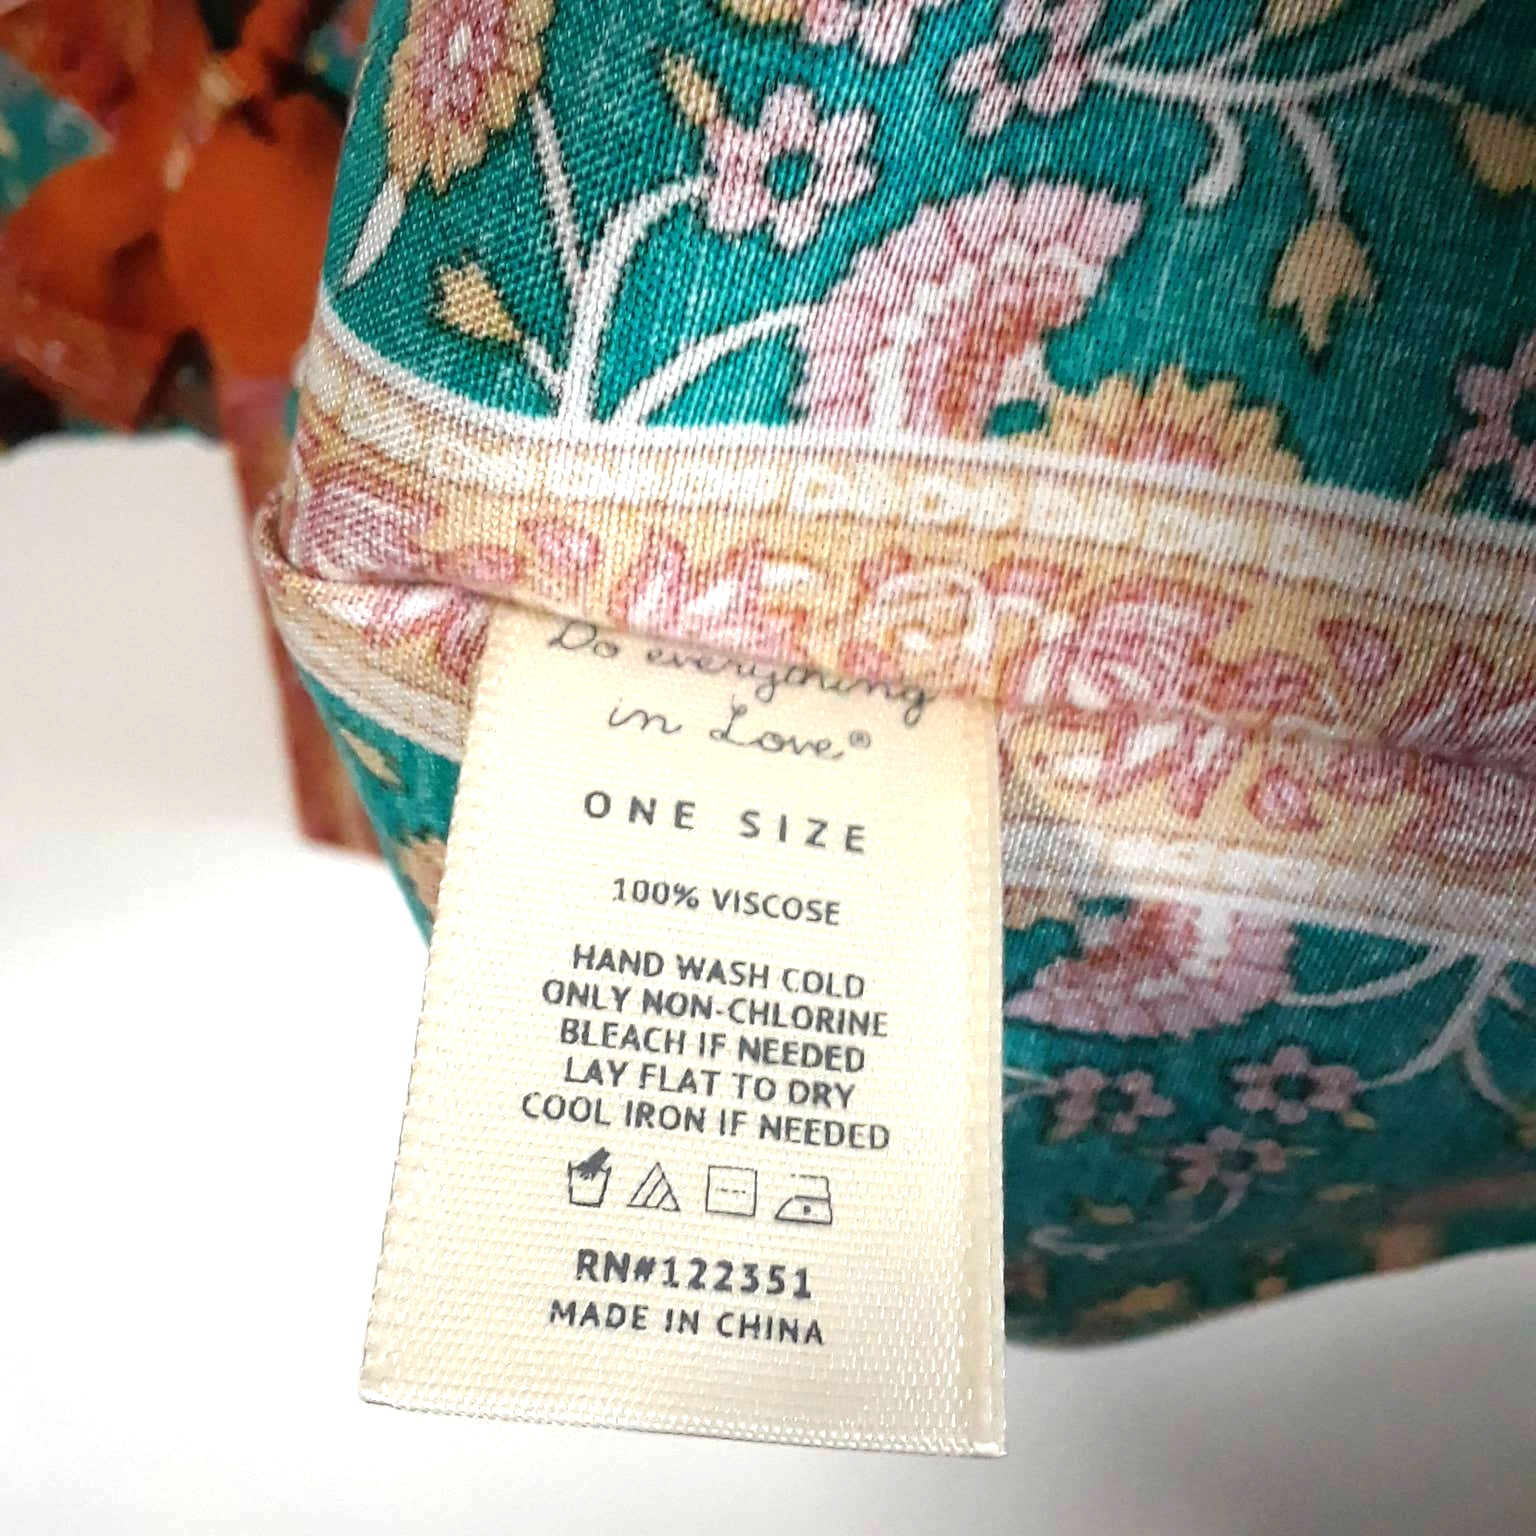 Do everything
in Love®
ONE SIZE
100% VISCOSE
HAND WASH COLD
ONLY NON-CHLORINE
BLEACH IF NEEDED
LAY FLAT TO DRY
COOL IRON IF NEEDED
RN#122351
MADE IN CHINA